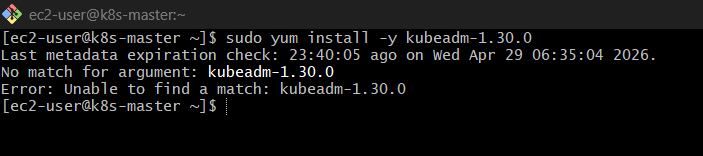 ec2-user@k8s-master:~
[ec2-user@k8s-master ~]$ sudo yum install -y kubeadm-1.30.0
Last metadata expiration check: 23:40:05 ago on Wed Apr 29 06:35:04 2026.
No match for argument: kubeadm-1.30.0
Error: Unable to find a match: kubeadm-1.30.0
[ec2-user@k8s-master ~]$